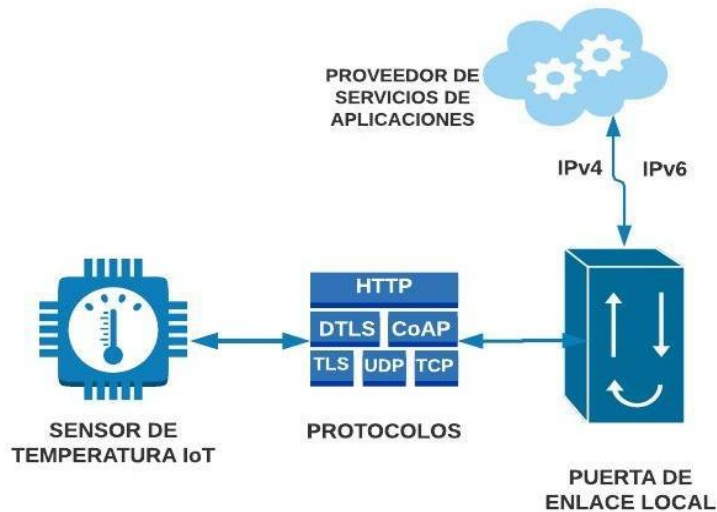 PROVEEDOR DE
SERVICIOS DE
APLICACIONES
IPv4 IPv6
HTTP
DTLS CoAP
TLS UDP TCP
SENSOR DE
TEMPERATURA IoT
PROTOCOLOS
PUERTA DE
ENLACE LOCAL